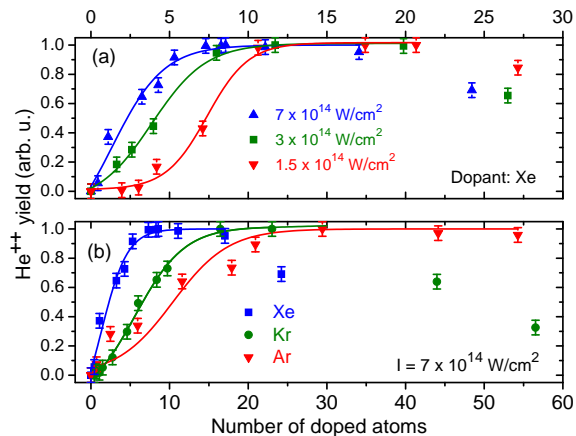 0 5 10 15 20 25 30
(a)
1.0
0.8
0.6
0.4
0.2
0.0
7 x 10^14 W/cm^2
3 x 10^14 W/cm^2
1.5 x 10^14 W/cm^2
Dopant: Xe
He^++ yield (arb. u.)
(b)
1.0
0.8
0.6
0.4
0.2
0.0
Xe
Kr
Ar
I = 7 x 10^14 W/cm^2
0 10 20 30 40 50 60
Number of doped atoms